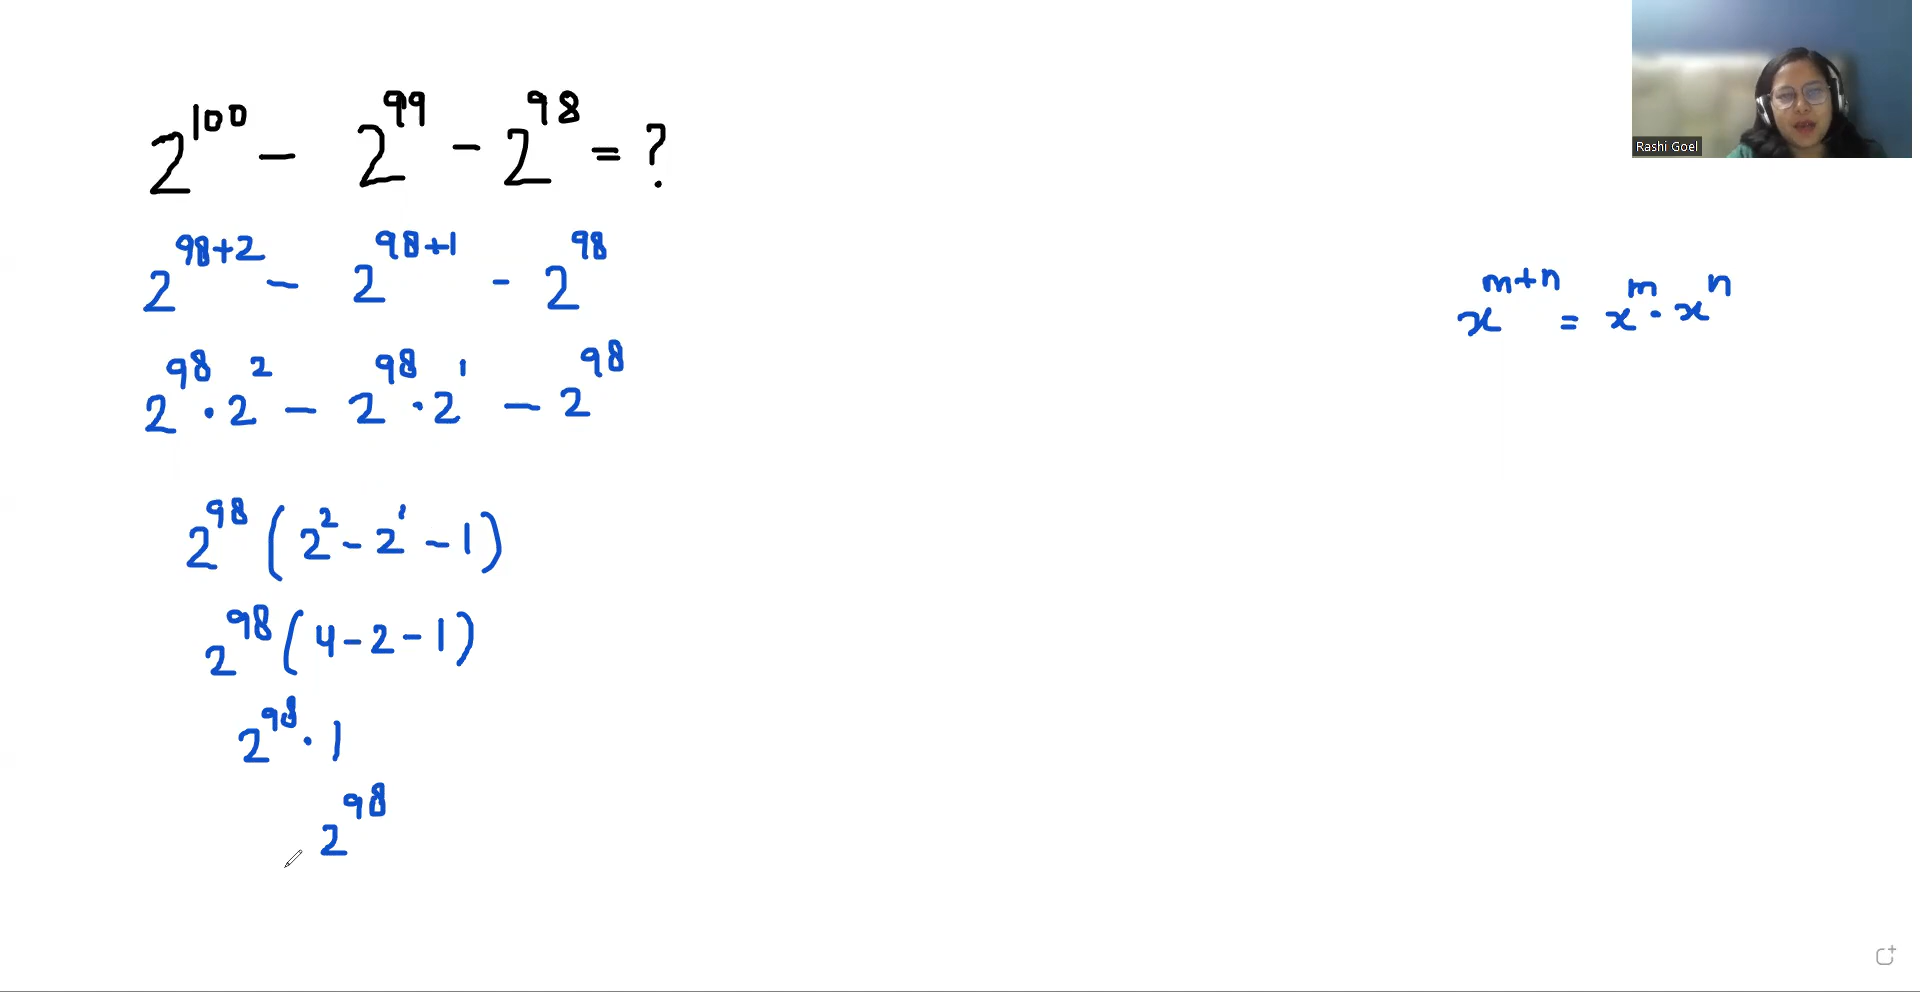 2^100 - 2^99 - 2^98 = ?
2^98+2 - 2^98+1 - 2^98
x^m+n = x^m · x^n
2^98 · 2^2 - 2^98 · 2^1 - 2^98
2^98 (2^2 - 2^1 - 1)
2^98 (4 - 2 - 1)
2^98 · 1
2^98
Rashi Goel